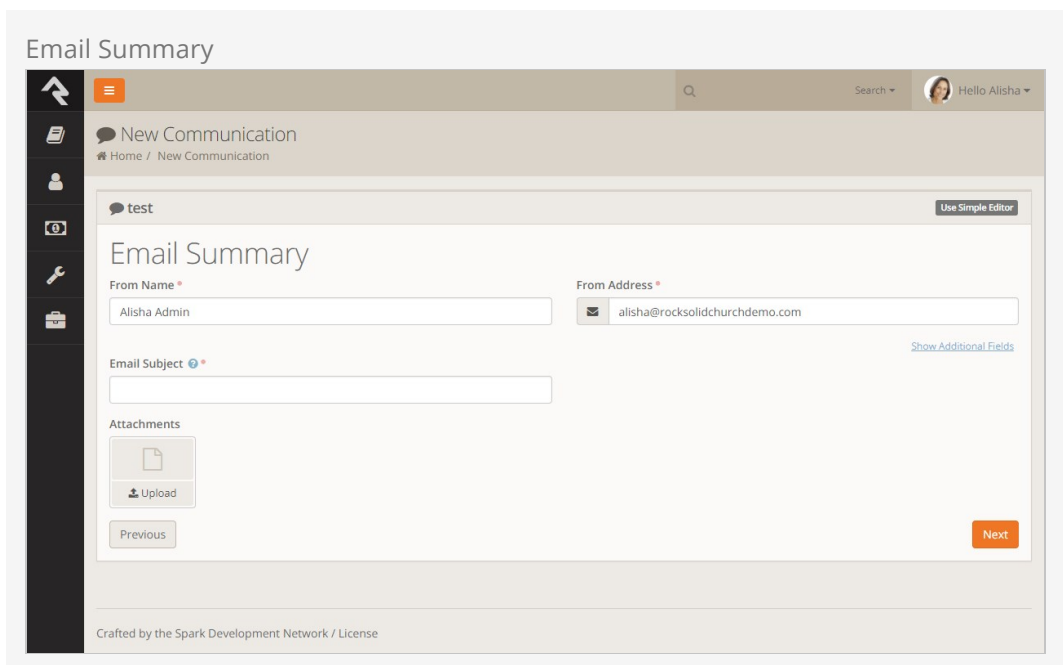 Email Summary
Search
Hello Alisha
New Communication
Home / New Communication
test
Use Simple Editor
Email Summary
From Name *
From Address *
Alisha Admin
alisha@rocksolidchurchdemo.com
Show Additional Fields
Email Subject *
Attachments
Upload
Previous
Next
Crafted by the Spark Development Network / License